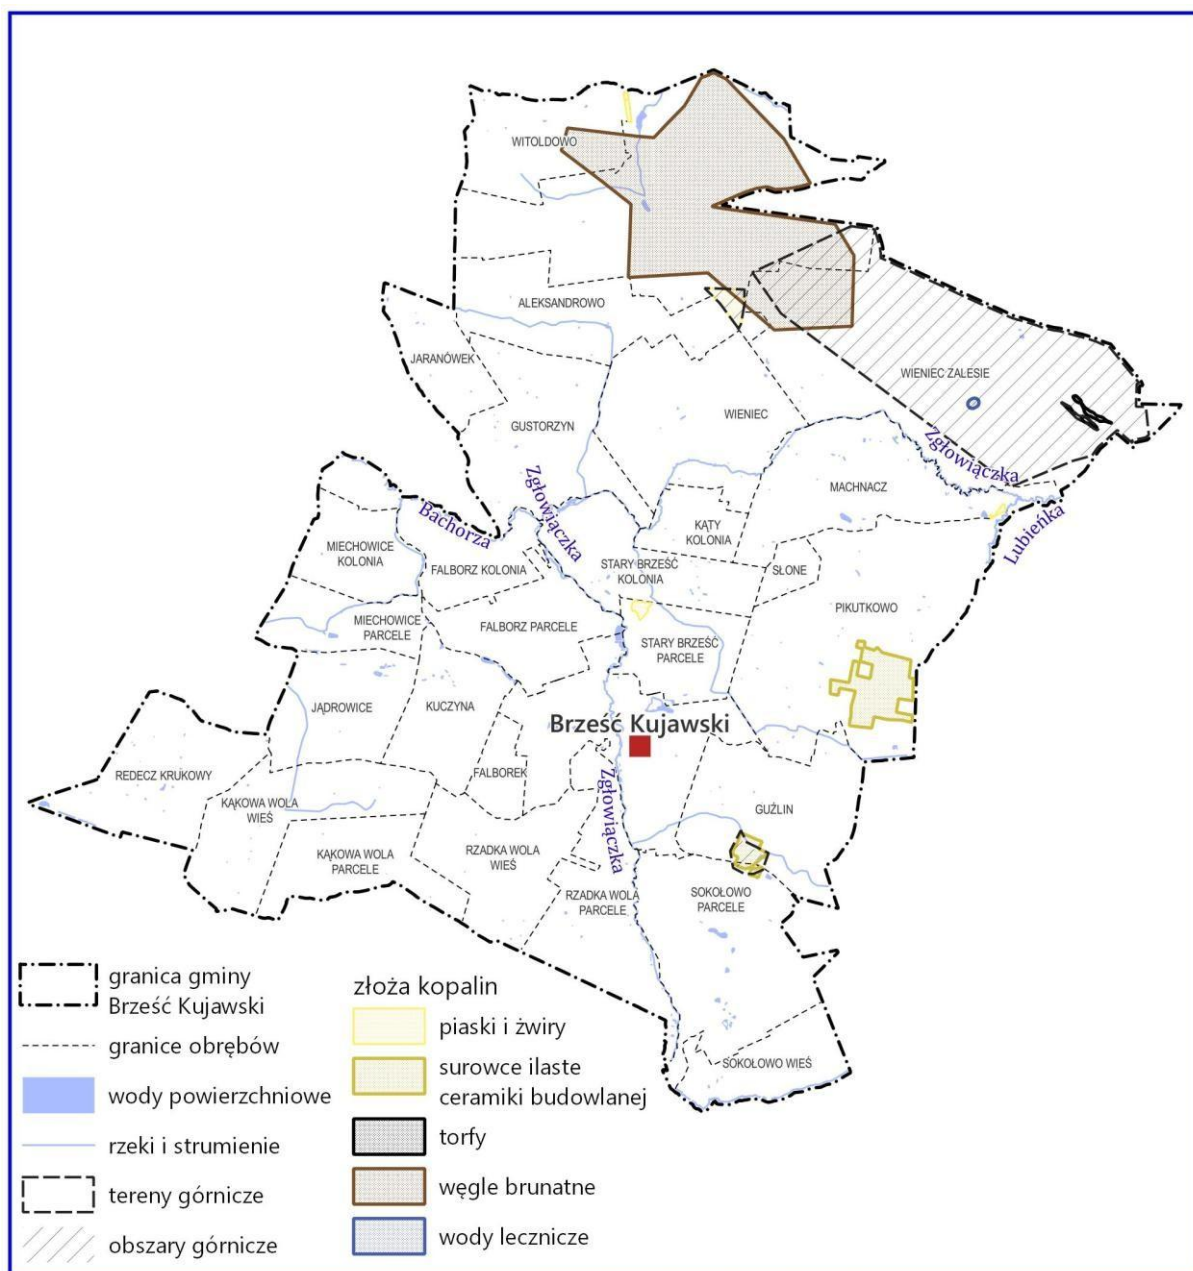 WITOLDOWO
ALEKSANDROWO
JARANÓWEK
WIENIEC ZALESIE
GUSTORZYN
WIENIEC
Zgłowiączka
MACHNACZ
Zgłowiączka
Bachorza
KĄTY
KOLONIA
Lubieńka
MIECHOWICE
KOLONIA
FALBORZ KOLONIA
STARY BRZEŚĆ
KOLONIA
SŁONE
PIKUTKOWO
MIECHOWICE
PARCELE
FALBORZ PARCELE
STARY BRZEŚĆ
PARCELE
JĄDROWICE
KUCZYNA
Brześć Kujawski
REDECZ KRUKOWY
FALBOREK
Zgłowiączka
KĄKOWA WOLA
WIEŚ
GUŹLIN
KĄKOWA WOLA
PARCELE
RZADKA WOLA
WIEŚ
RZADKA WOLA
PARCELE
SOKOŁOWO
PARCELE
SOKOŁOWO WIEŚ
granica gminy
Brześć Kujawski
granice obrębów
wody powierzchniowe
rzeki i strumienie
tereny górnicze
obszary górnicze
złoża kopalin
piaski i żwiry
surowce ilaste
ceramiki budowlanej
torfy
węgle brunatne
wody lecznicze